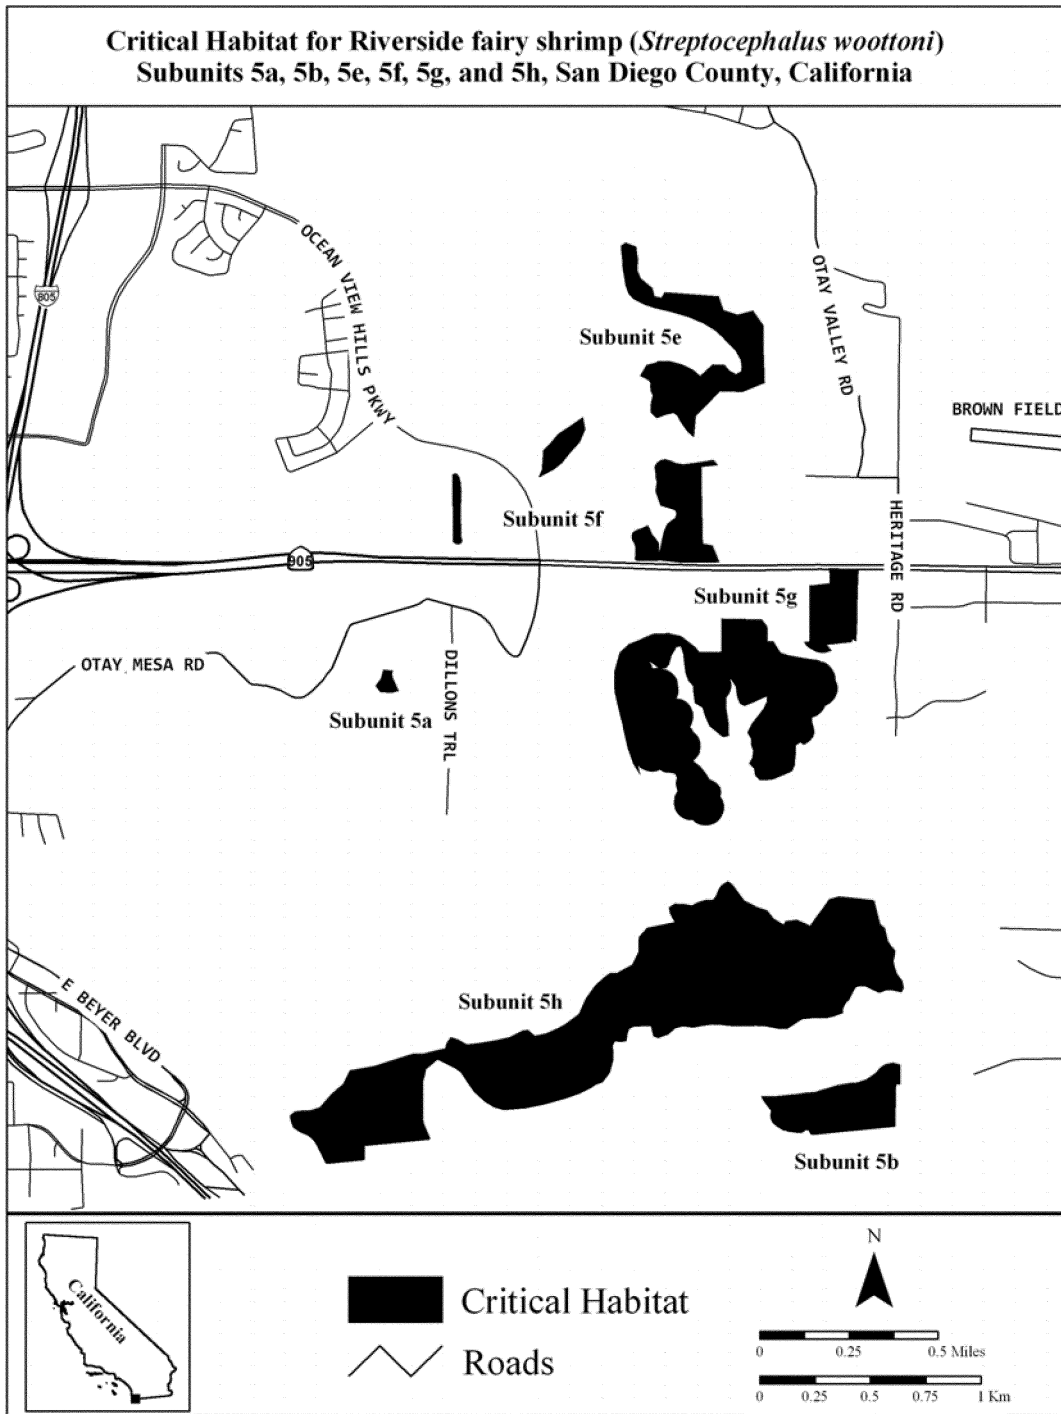 Critical Habitat for Riverside fairy shrimp (Streptocephalus woottoni)
Subunits 5a, 5b, 5e, 5f, 5g, and 5h, San Diego County, California
OCEAN VIEW HILLS PKWY
OTAY VALLEY RD
805
Subunit 5e
BROWN FIELD
Subunit 5f
HERITAGE RD
905
Subunit 5g
OTAY MESA RD
DILLONS TRL
Subunit 5a
E BEYER BLVD
Subunit 5h
Subunit 5b
California
Critical Habitat
Roads
N
0 0.25 0.5 Miles
0 0.25 0.5 0.75 1 Km